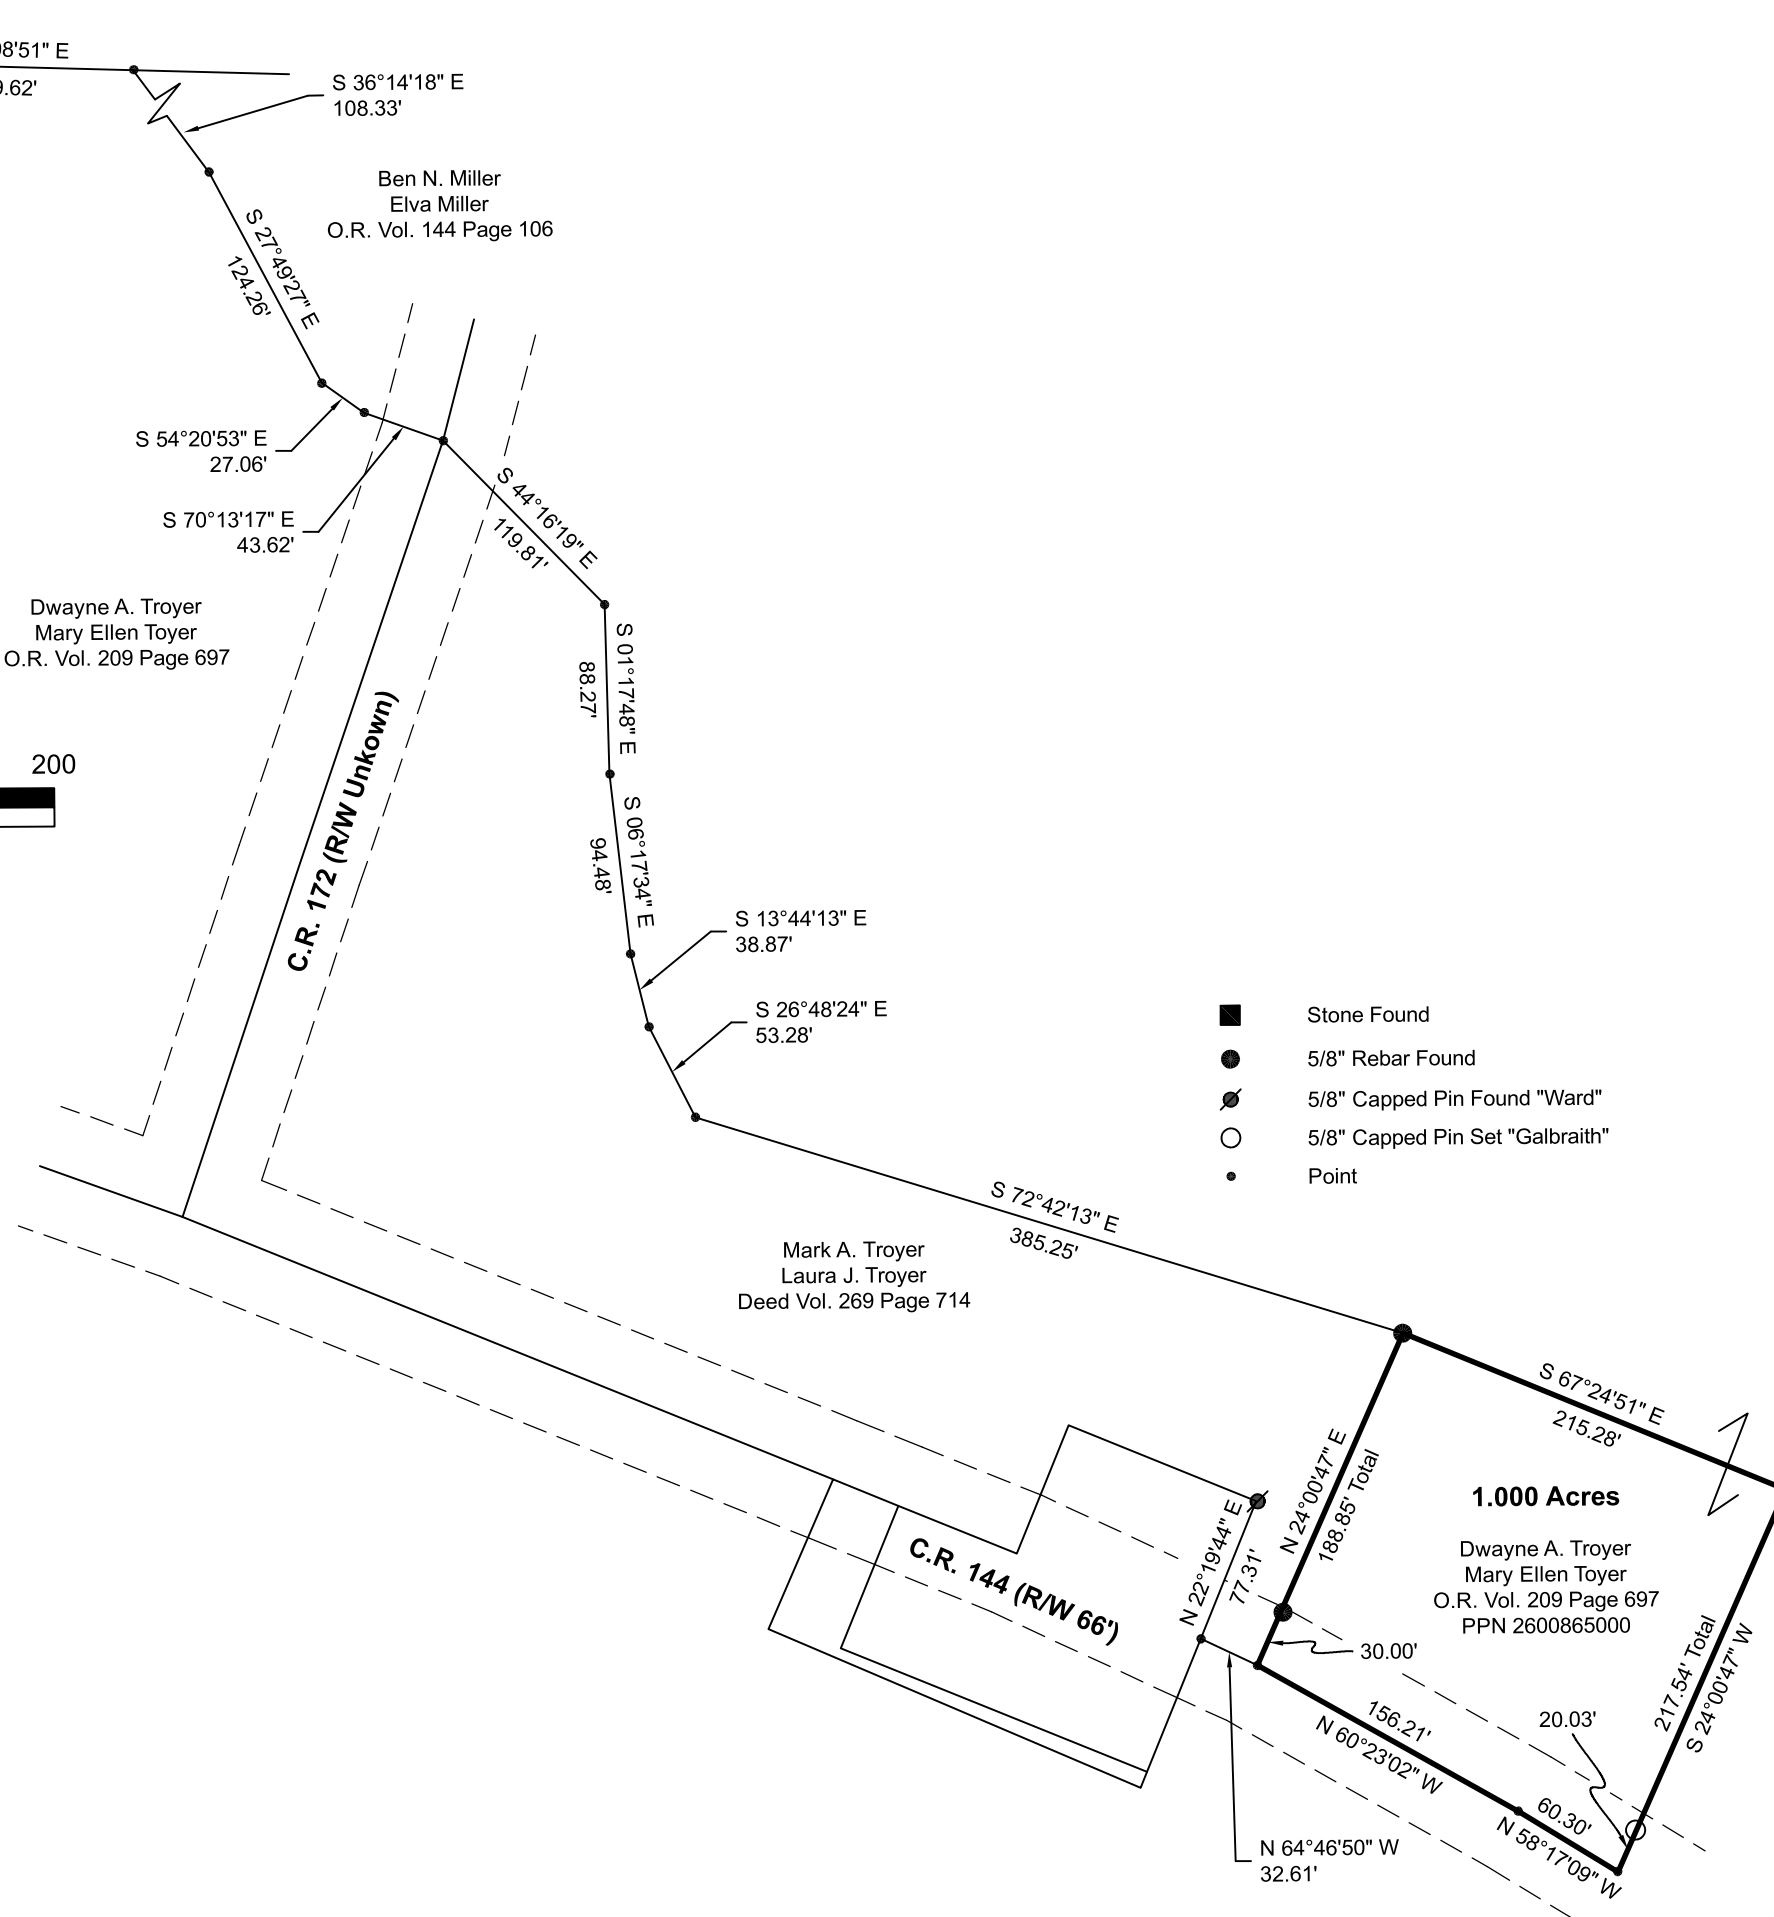 08'51" E
9.62'
S 36°14'18" E
108.33'
Ben N. Miller
Elva Miller
O.R. Vol. 144 Page 106
S 27°49'27" E
124.26'
S 54°20'53" E
27.06'
S 70°13'17" E
43.62'
S 44°16'19" E
119.81'
Dwayne A. Troyer
Mary Ellen Toyer
O.R. Vol. 209 Page 697
S 01°17'48" E
88.27'
200
C.R. 172 (R/W Unkown)
S 06°17'34" E
94.48'
S 13°44'13" E
38.87'
S 26°48'24" E
53.28'
Stone Found
5/8" Rebar Found
5/8" Capped Pin Found "Ward"
5/8" Capped Pin Set "Galbraith"
Point
S 72°42'13" E
385.25'
Mark A. Troyer
Laura J. Troyer
Deed Vol. 269 Page 714
S 67°24'51" E
215.28'
N 24°00'47" E
188.85' Total
1.000 Acres
Dwayne A. Troyer
Mary Ellen Toyer
O.R. Vol. 209 Page 697
PPN 2600865000
C.R. 144 (R/W 66')
N 22°19'44" E
77.31'
30.00'
217.54' Total
S 24°00'47" W
20.03'
156.21'
N 60°23'02" W
60.30'
N 58°17'09" W
N 64°46'50" W
32.61'